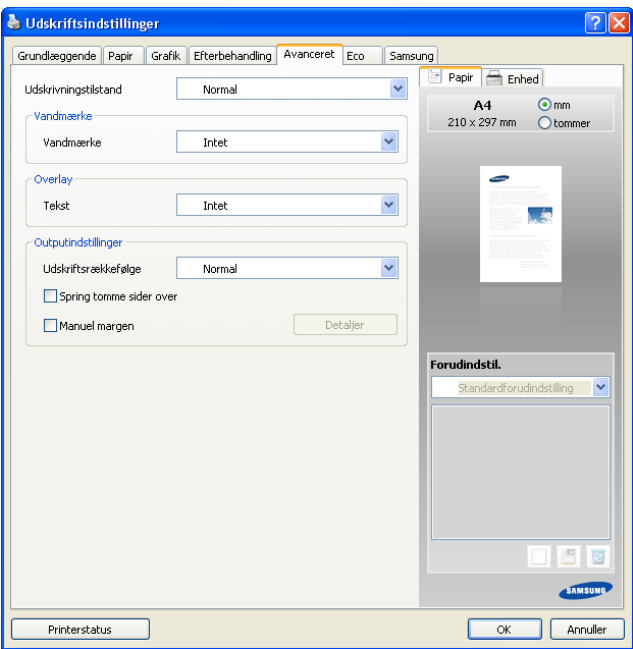 Udskriftsindstillinger
Grundlæggende Papir Grafik Efterbehandling Avanceret Eco Samsung
Udskrivningstilstand Normal
Vandmærke
Vandmærke Intet
Overlay
Tekst Intet
Outputindstillinger
Udskriftsrækkefølge Normal
Spring tomme sider over
Manuel margen Detaljer
Papir Enhed
A4 mm
210 x 297 mm tommer
SAMSUNG
Forudindstil.
Standardforudindstilling
SAMSUNG
Printerstatus OK Annuller